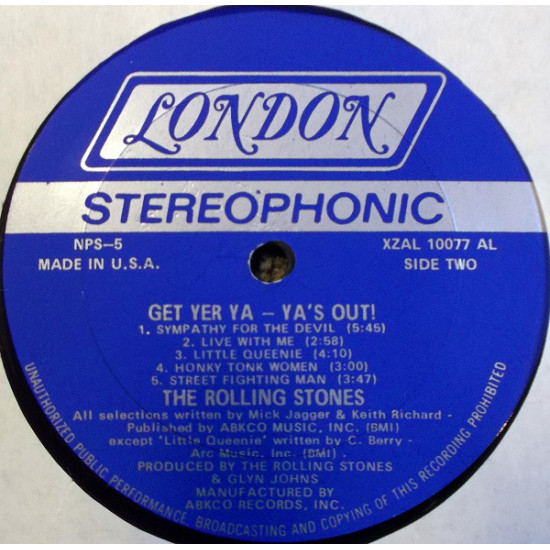 LONDON
STEREOPHONIC
NPS-5
MADE IN U.S.A.
XZAL 10077 AL
SIDE TWO
GET YER YA – YA'S OUT!
1. SYMPATHY FOR THE DEVIL (5:45)
2. LIVE WITH ME (2:58)
3. LITTLE QUEENIE (4:10)
4. HONKY TONK WOMEN (3:00)
5. STREET FIGHTING MAN (3:47)
THE ROLLING STONES
All selections written by Mick Jagger & Keith Richard -
Published by ABKCO MUSIC, INC. (BMI)
except 'Little Queenie' written by C. Berry -
Arc Music, Inc. (BMI) .
PRODUCED BY THE ROLLING STONES
& GLYN JOHNS
MANUFACTURED BY
ABKCO RECORDS, INC.
UNAUTHORIZED PUBLIC PERFORMANCE, BROADCASTING AND COPYING OF THIS RECORDING PROHIBITED